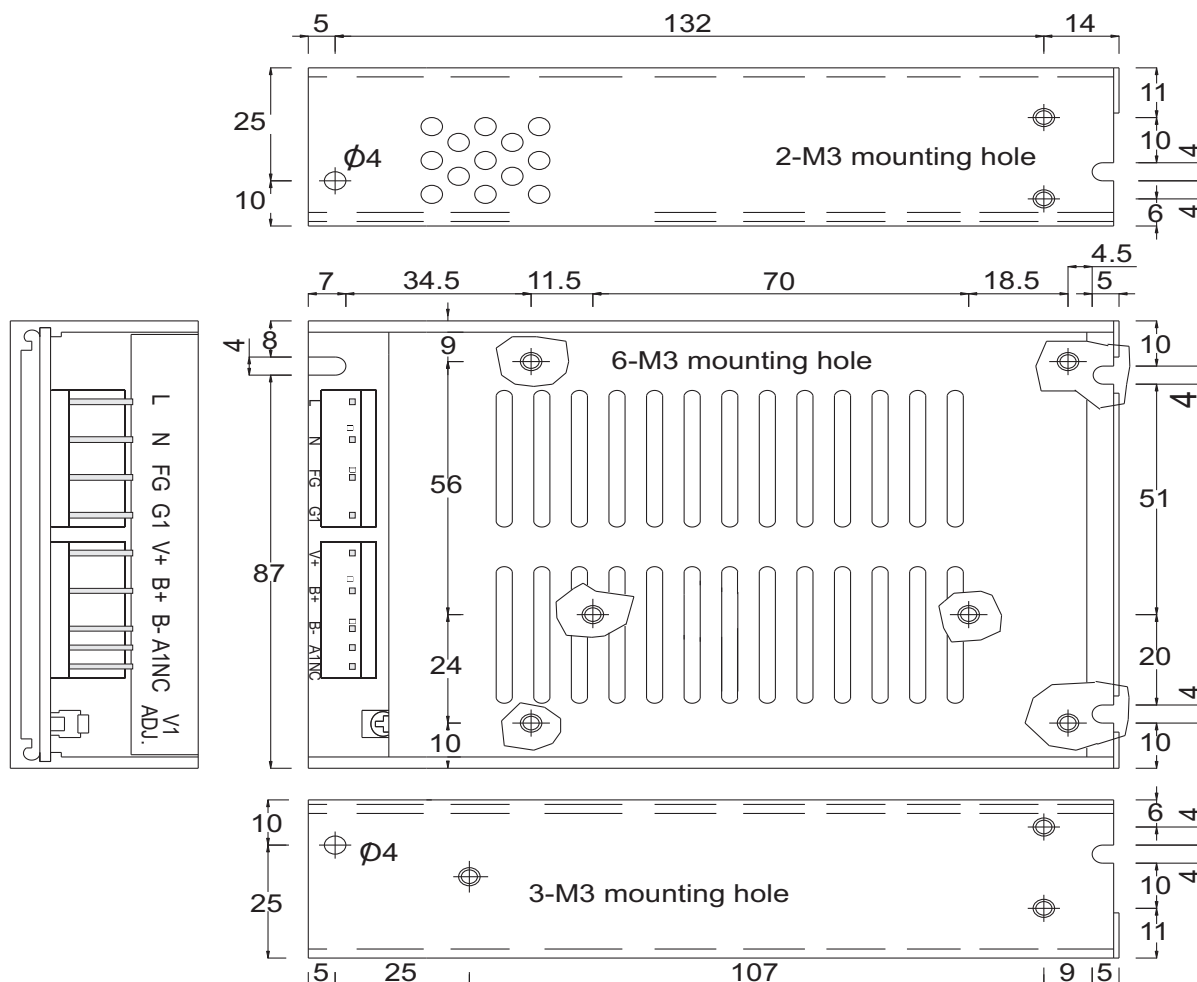 5 132 14
25
10
ϕ4
2-M3 mounting hole
11
10
4
4
6
4.5
7 34.5 11.5 70 18.5 5
4
8
9
6-M3 mounting hole
10
4
L
N
FG
G1
V+
B+
B-
A1NC
V1
ADJ.
L
N
FG
G1
V+
B+
B-
A1NC
87
56
24
10
51
20
4
10
10
25
ϕ4
3-M3 mounting hole
6
4
4
10
11
5 25 107 9 5